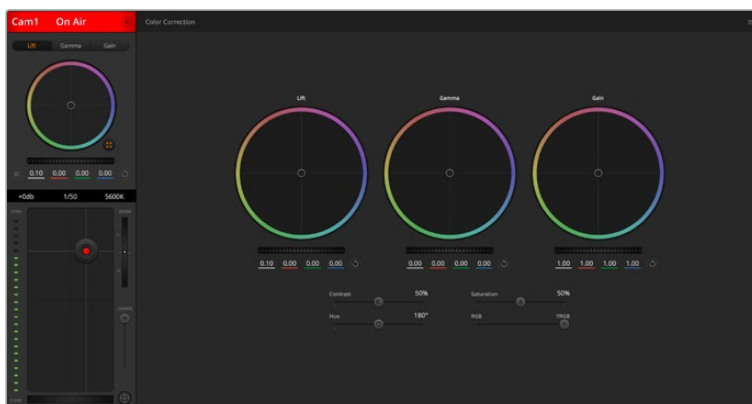 Cam1 On Air
Color Correction
Lift Gamma Gain
Lift Gamma Gain
0.10 0.00 0.00 0.00
+0db 1/50 5600K
0.10 0.00 0.00 0.00
0.00 0.00 0.00 0.00
1.00 1.00 1.00 1.00
Contrast 50%
Saturation 50%
Hue 180°
RGB YRGB
ZOOM
COARSE